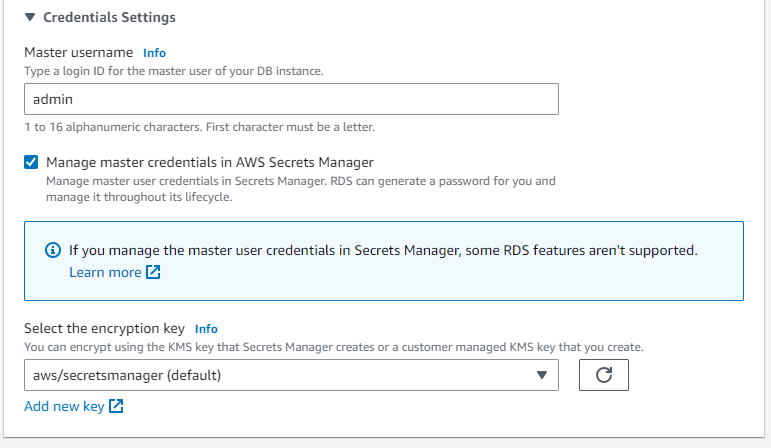 Credentials Settings
Master username Info
Type a login ID for the master user of your DB instance.
admin
1 to 16 alphanumeric characters. First character must be a letter.
Manage master credentials in AWS Secrets Manager
Manage master user credentials in Secrets Manager. RDS can generate a password for you and
manage it throughout its lifecycle.
If you manage the master user credentials in Secrets Manager, some RDS features aren't supported.
Learn more
Select the encryption key Info
You can encrypt using the KMS key that Secrets Manager creates or a customer managed KMS key that you create.
aws/secretsmanager (default)
Add new key